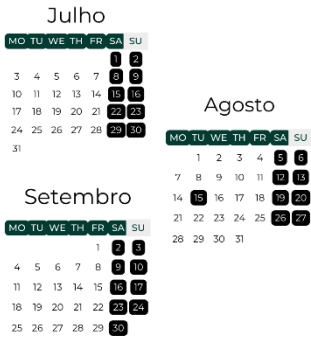 Julho
MO TU WE TH FR SA SU
1 2
3 4 5 6 7 8 9
10 11 12 13 14 15 16
17 18 19 20 21 22 23
24 25 26 27 28 29 30
31
Agosto
MO TU WE TH FR SA SU
1 2 3 4 5 6
7 8 9 10 11 12 13
14 15 16 17 18 19 20
21 22 23 24 25 26 27
28 29 30 31
Setembro
MO TU WE TH FR SA SU
1 2 3
4 5 6 7 8 9 10
11 12 13 14 15 16 17
18 19 20 21 22 23 24
25 26 27 28 29 30